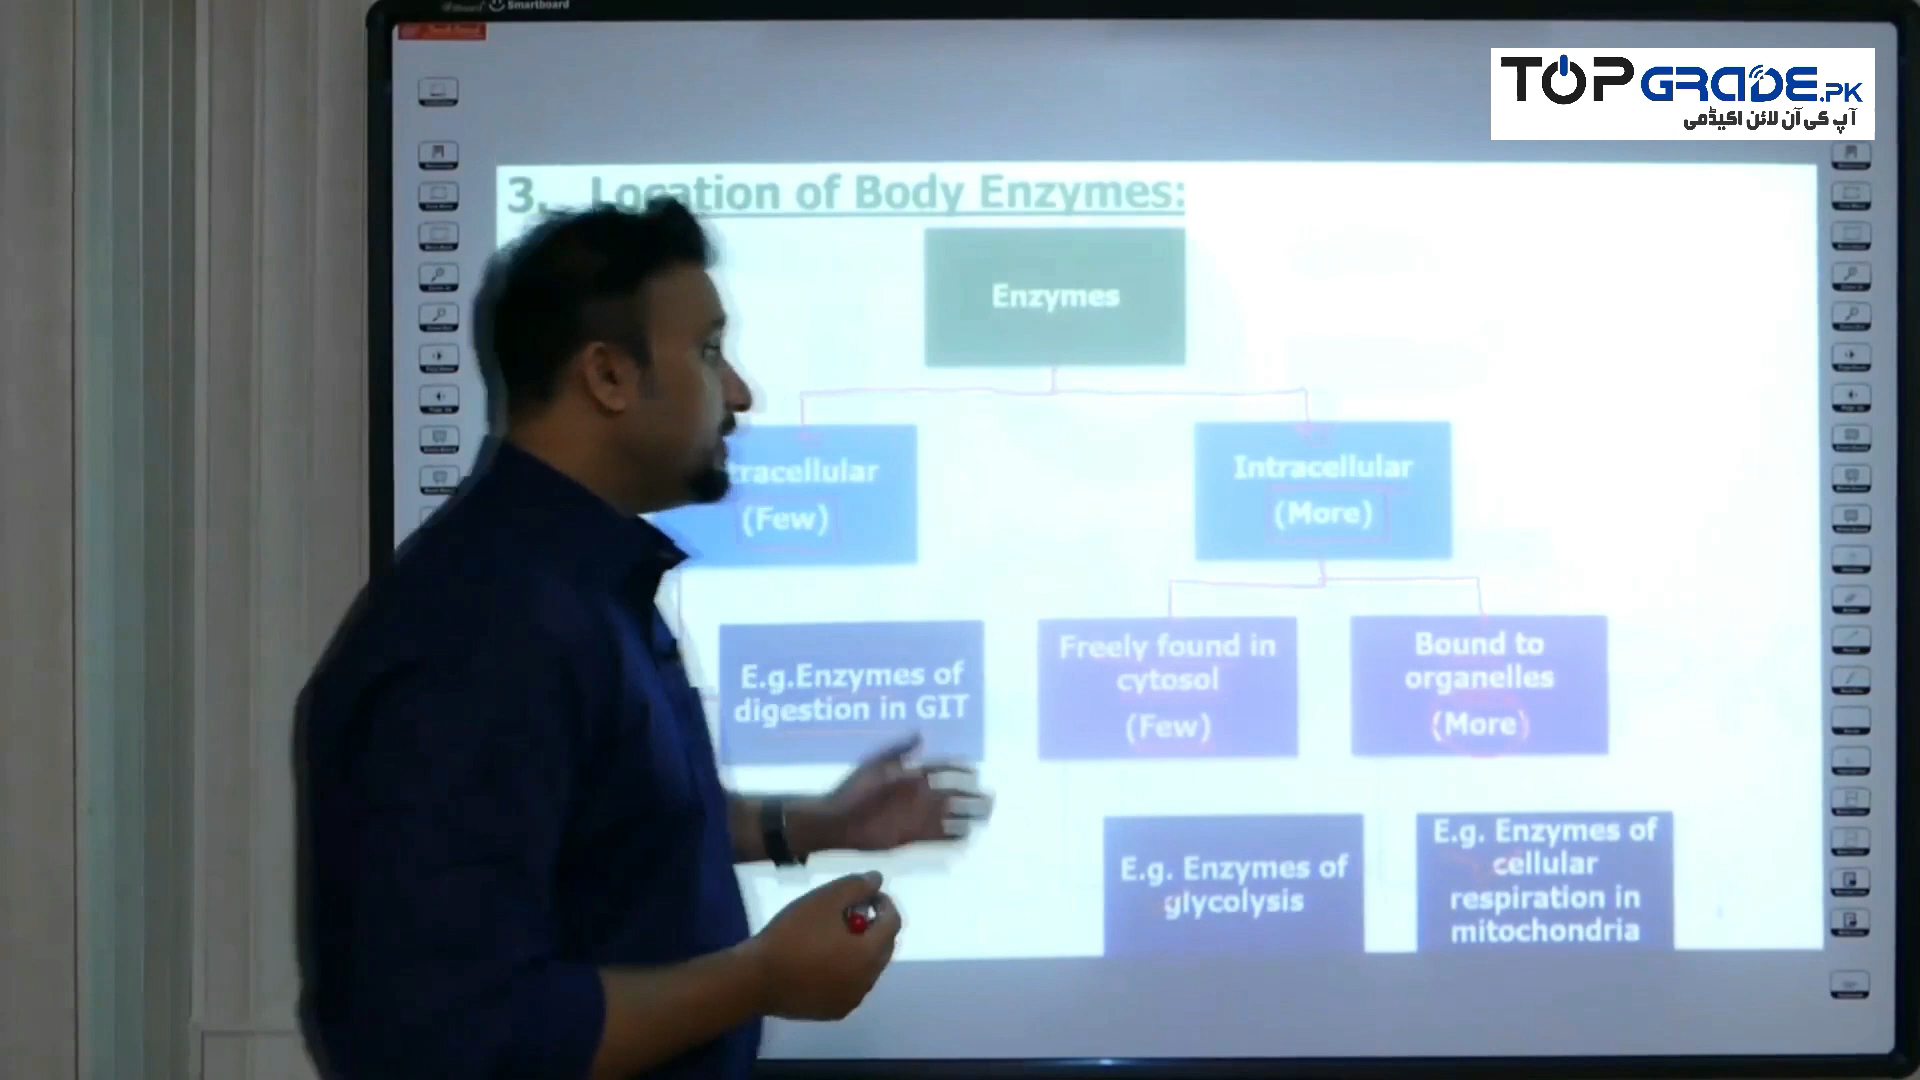 Smartboard
TOPGRADE.PK
آپ کی آن لائن اکیڈمی
3. Location of Body Enzymes:
Enzymes
tracellular
(Few)
Intracellular
(More)
E.g.Enzymes of
digestion in GIT
Freely found in
cytosol
(Few)
Bound to
organelles
(More)
E.g. Enzymes of
glycolysis
E.g. Enzymes of
cellular
respiration in
mitochondria